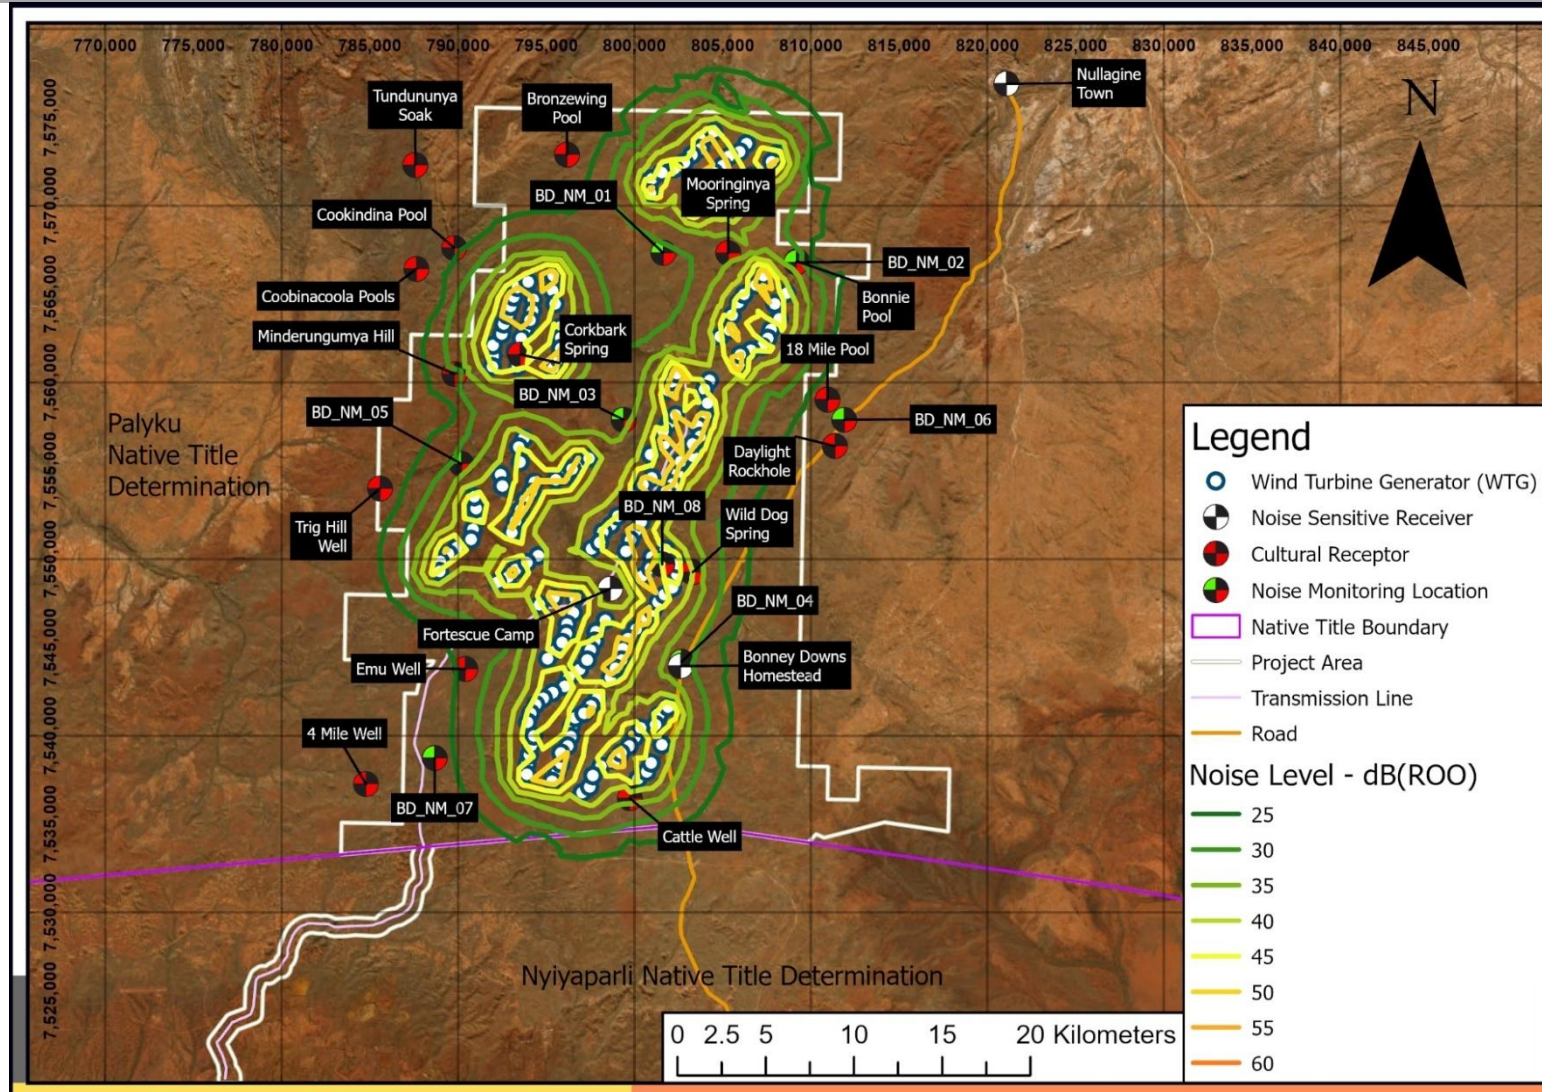 770,000 775,000 780,000 785,000 790,000 795,000 800,000 805,000 810,000 815,000 820,000 825,000 830,000 835,000 840,000 845,000
7,575,000
7,570,000
7,565,000
7,560,000
7,555,000
7,550,000
7,545,000
7,540,000
7,535,000
7,530,000
7,525,000
Nullagine
Town
N
Tundununya
Soak
Bronzewing
Pool
Mooringinya
Spring
BD_NM_01
Cookindina Pool
BD_NM_02
Coobinacoola Pools
Bonnie
Pool
Minderungumya Hill
Corkbark
Spring
18 Mile Pool
BD_NM_03
BD_NM_05
BD_NM_06
Palyku
Native Title
Determination
Daylight
Rockhole
Trig Hill
Well
BD_NM_08
Wild Dog
Spring
BD_NM_04
Fortescue Camp
Emu Well
Bonney Downs
Homestead
4 Mile Well
BD_NM_07
Cattle Well
Nyiyaparli Native Title Determination
0 2.5 5 10 15 20 Kilometers
Legend
Wind Turbine Generator (WTG)
Noise Sensitive Receiver
Cultural Receptor
Noise Monitoring Location
Native Title Boundary
Project Area
Transmission Line
Road
Noise Level - dB(ROO)
25
30
35
40
45
50
55
60